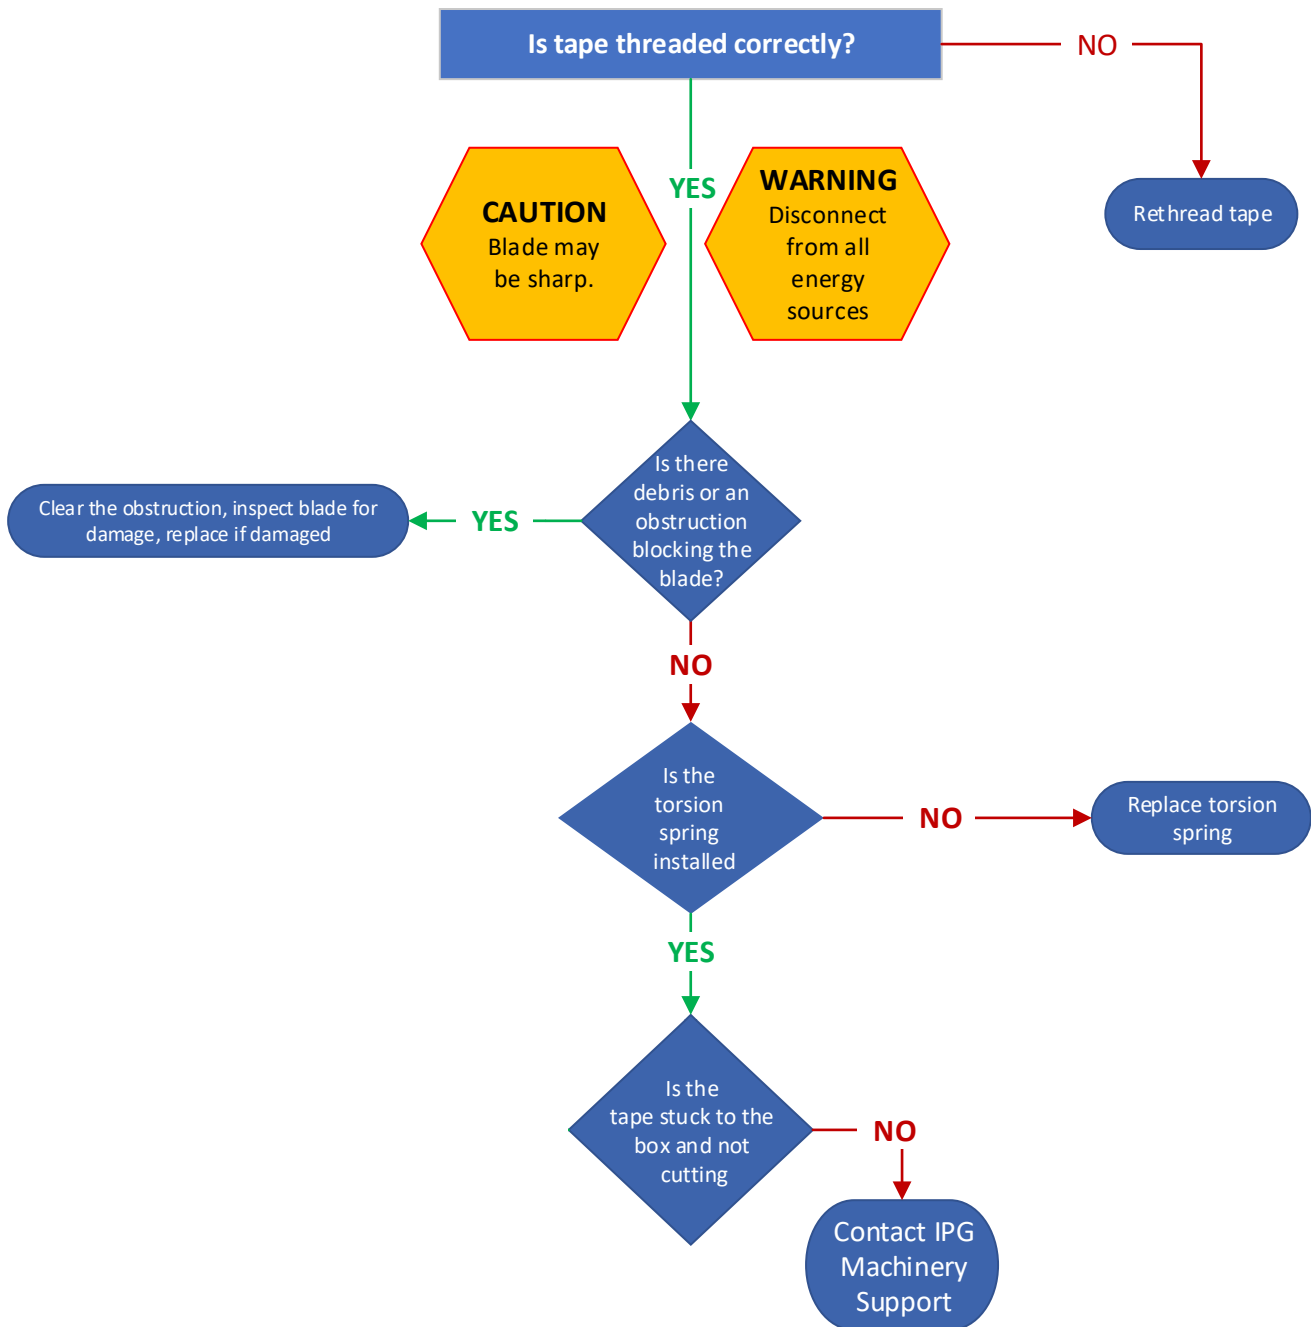 Is tape threaded correctly?
NO
Rethread tape
YES
CAUTION
Blade may
be sharp.
WARNING
Disconnect
from all
energy
sources
Is there
debris or an
obstruction
blocking the
blade?
YES
Clear the obstruction, inspect blade for
damage, replace if damaged
NO
Is the
torsion
spring
installed
NO
Replace torsion
spring
YES
Is the
tape stuck to the
box and not
cutting
NO
Contact IPG
Machinery
Support